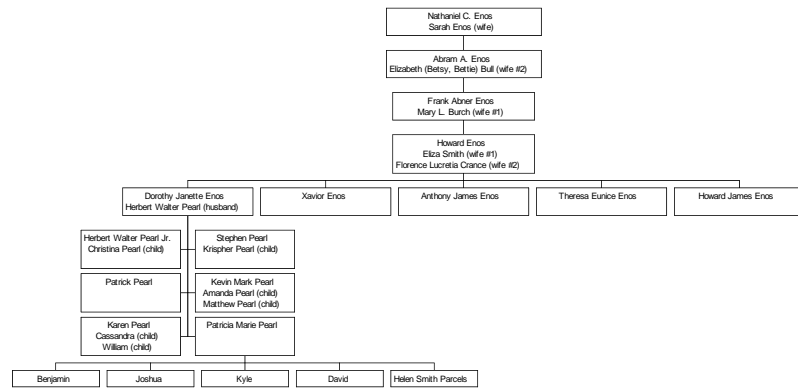 Nathaniel C. Enos
Sarah Enos (wife)
Abram A. Enos
Elizabeth (Betsy, Bettie) Bull (wife #2)
Frank Abner Enos
Mary L. Burch (wife #1)
Howard Enos
Eliza Smith (wife #1)
Florence Lucretia Crance (wife #2)
Dorothy Janette Enos
Herbert Walter Pearl (husband)
Xavior Enos
Anthony James Enos
Theresa Eunice Enos
Howard James Enos
Herbert Walter Pearl Jr.
Christina Pearl (child)
Stephen Pearl
Krispher Pearl (child)
Patrick Pearl
Kevin Mark Pearl
Amanda Pearl (child)
Matthew Pearl (child)
Karen Pearl
Cassandra (child)
William (child)
Patricia Marie Pearl
Benjamin
Joshua
Kyle
David
Helen Smith Parcels